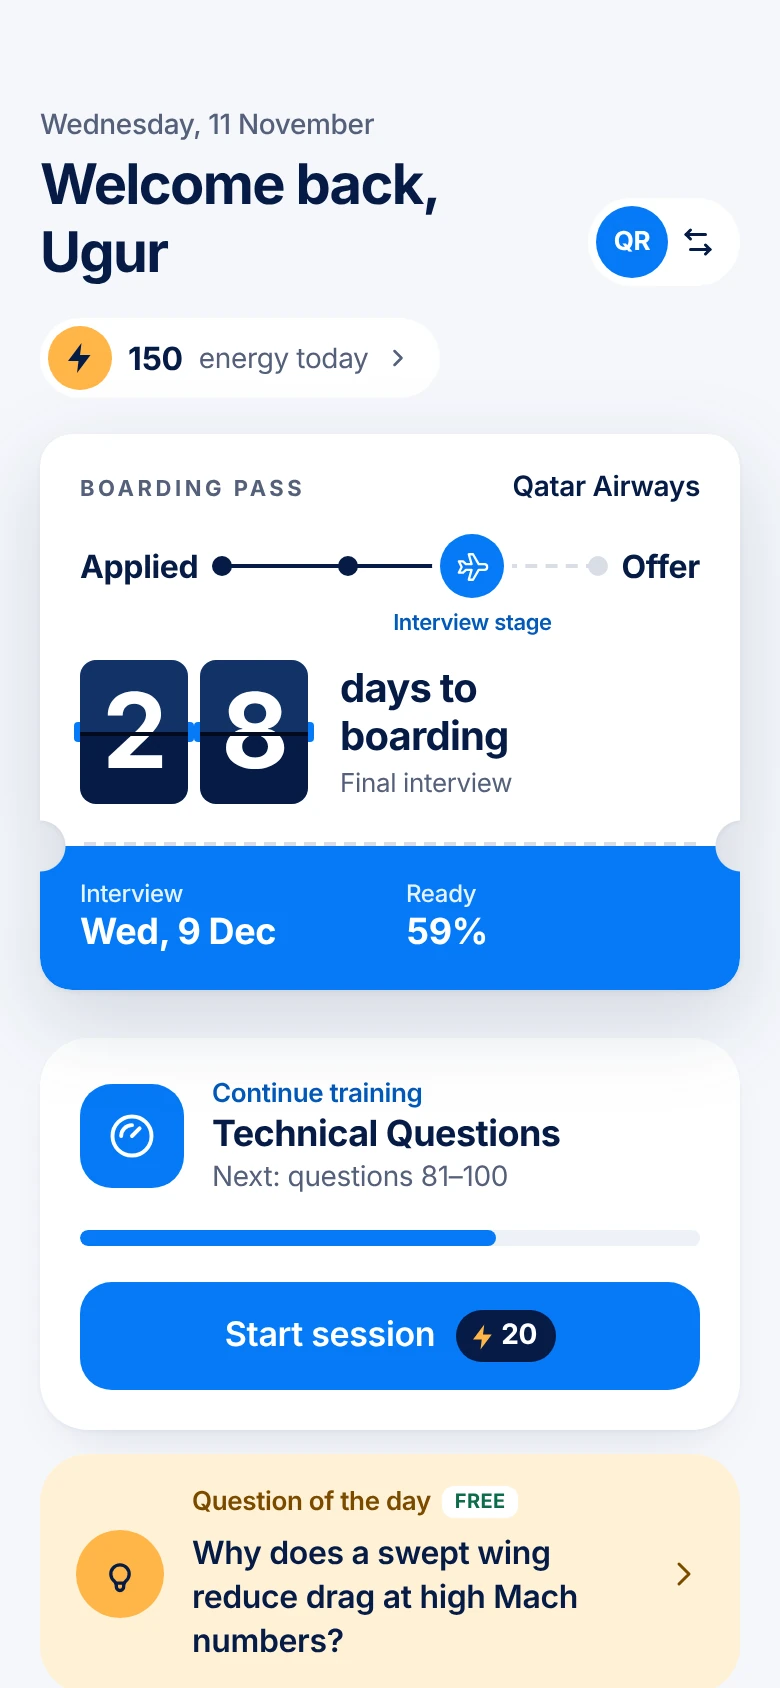 Wednesday, 11 November
Welcome back,
Ugur
QR
150 energy today
BOARDING PASS
Qatar Airways
Applied
Offer
Interview stage
28
days to
boarding
Final interview
Interview
Wed, 9 Dec
Ready
59%
Continue training
Technical Questions
Next: questions 81–100
Start session 20
Question of the day FREE
Why does a swept wing
reduce drag at high Mach
numbers?